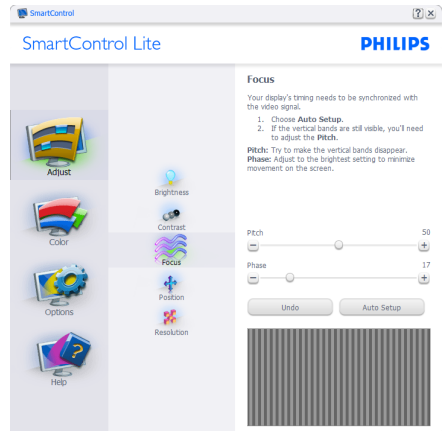 SmartControl
SmartControl Lite
PHILIPS
Adjust
Color
Options
Help
Brightness
Contrast
Focus
Position
Resolution
Focus
Your display's timing needs to be synchronized with
the video signal.
1. Choose Auto Setup.
2. If the vertical bands are still visible, you'll need
to adjust the Pitch.
Pitch: Try to make the vertical bands disappear.
Phase: Adjust to the brightest setting to minimize
movement on the screen.
Pitch 50
Phase 17
Undo Auto Setup